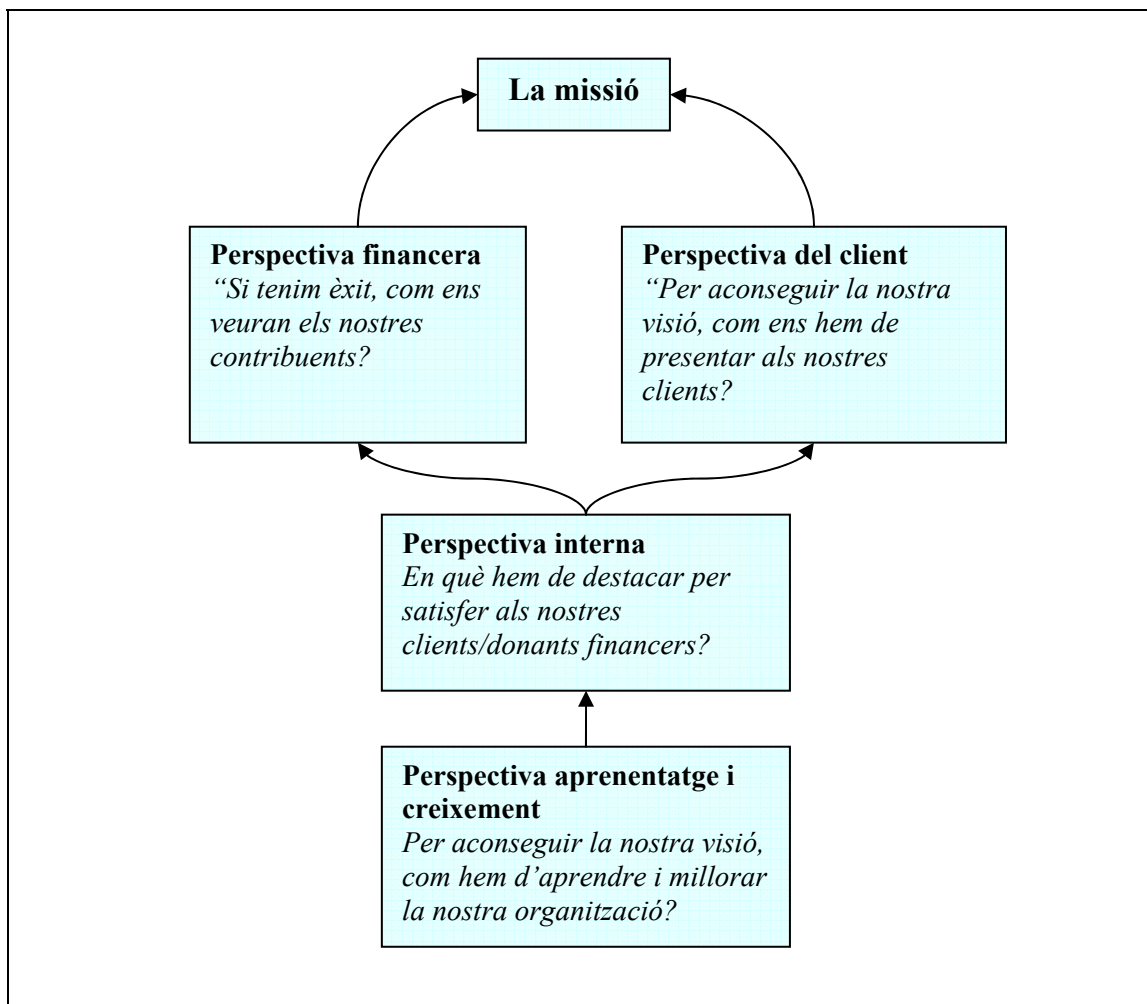 La missió
Perspectiva financera
“Si tenim èxit, com ens
veuran els nostres
contribuents?
Perspectiva del client
“Per aconseguir la nostra
visió, com ens hem de
presentar als nostres
clients?
Perspectiva interna
En què hem de destacar per
satisfer als nostres
clients/donants financers?
Perspectiva aprenentatge i
creixement
Per aconseguir la nostra visió,
com hem d’aprendre i millorar
la nostra organització?